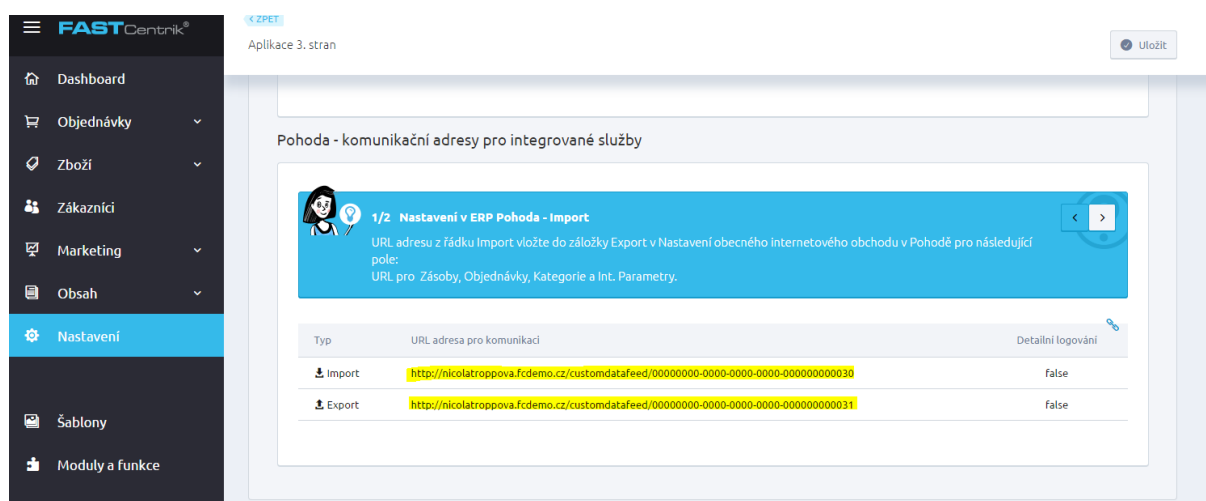 FASTCentrik®
Dashboard
Objednávky
Zboží
Zákazníci
Marketing
Obsah
Nastavení
Šablony
Moduly a funkce
ZPĚT
Aplikace 3. stran
Uložit
Pohoda - komunikační adresy pro integrované služby
1/2 Nastavení v ERP Pohoda - Import
URL adresu z řádku Import vložte do záložky Export v Nastavení obecného internetového obchodu v Pohodě pro následující
pole:
URL pro Zásoby, Objednávky, Kategorie a Int. Parametry.
Typ URL adresa pro komunikaci Detailní logování
Import http://nicolatroppova.fcdemo.cz/customdatafeed/00000000-0000-0000-0000-000000000030 false
Export http://nicolatroppova.fcdemo.cz/customdatafeed/00000000-0000-0000-0000-000000000031 false